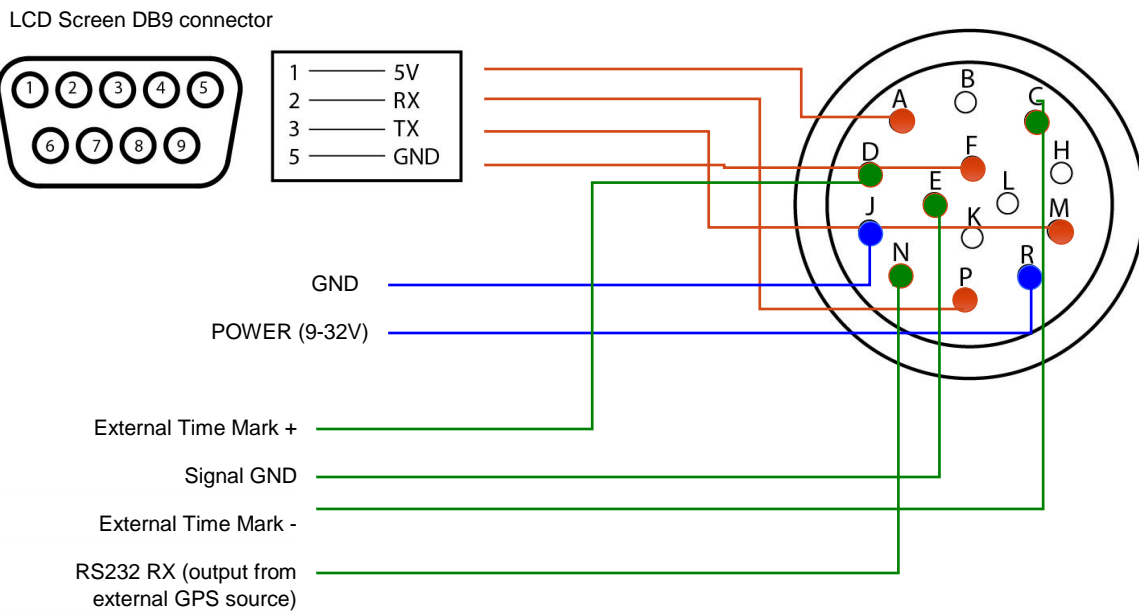 LCD Screen DB9 connector
1 2 3 4 5
6 7 8 9
1 5V
2 RX
3 TX
5 GND
A
B
C
D
F
H
E
L
J
K
M
N
P
R
GND
POWER (9-32V)
External Time Mark +
Signal GND
External Time Mark -
RS232 RX (output from
external GPS source)